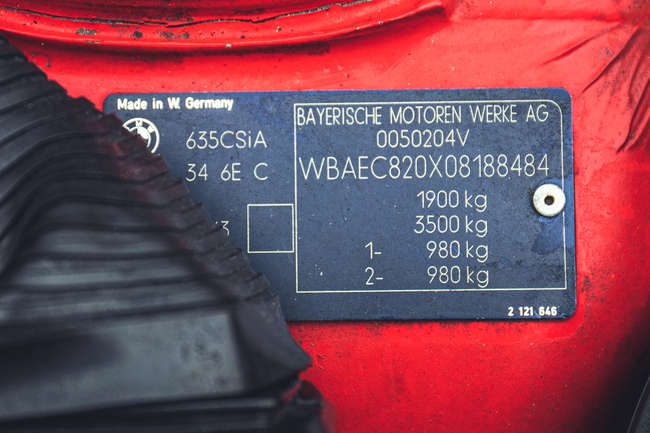 Made in W. Germany
635CSiA
34 6E C
3
BAYERISCHE MOTOREN WERKE AG
0050204V
WBAEC820X08188484
1900 kg
3500 kg
1- 980 kg
2- 980 kg
2 121 646